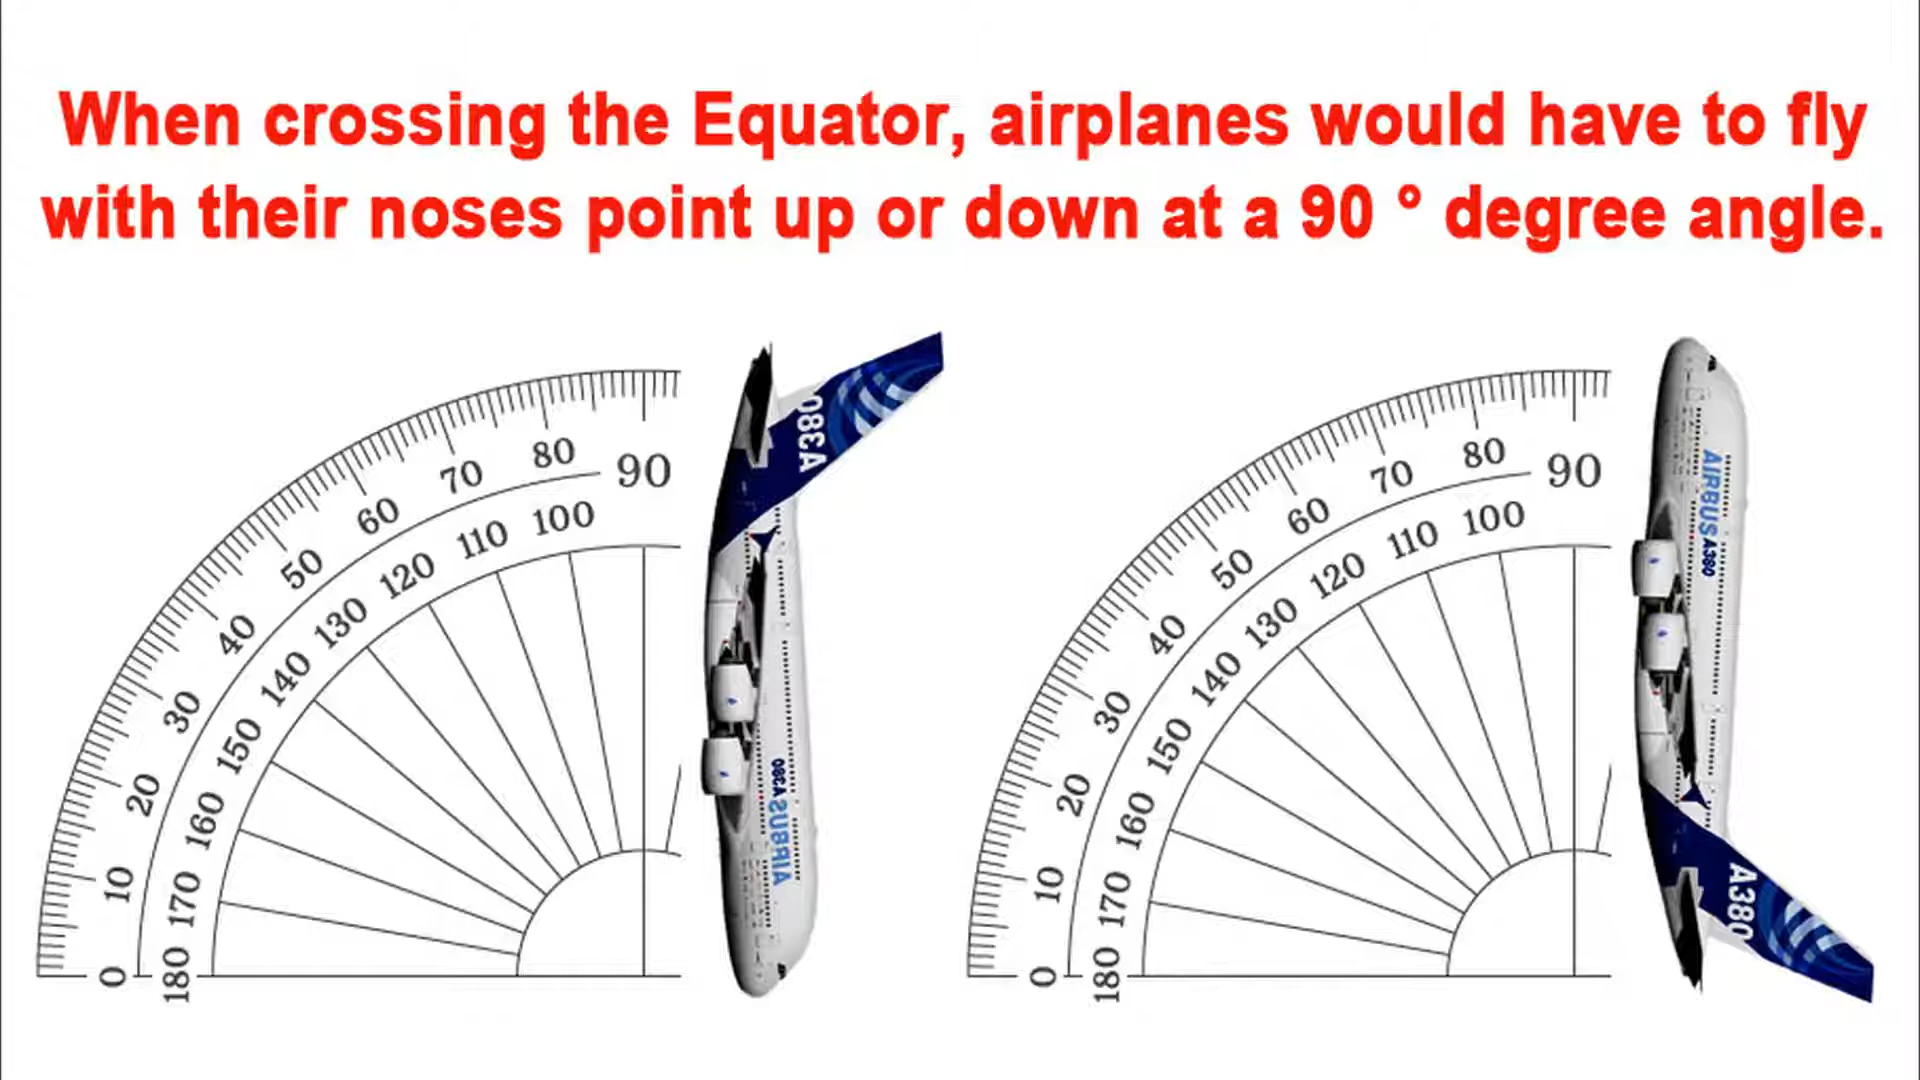 When crossing the Equator, airplanes would have to fly
with their noses point up or down at a 90 ° degree angle.
0 10 20 30 40 50 60 70 80 90
180 170 160 150 140 130 120 110 100
A380
AIRBUS A380
0 10 20 30 40 50 60 70 80 90
180 170 160 150 140 130 120 110 100
AIRBUS A380
A380